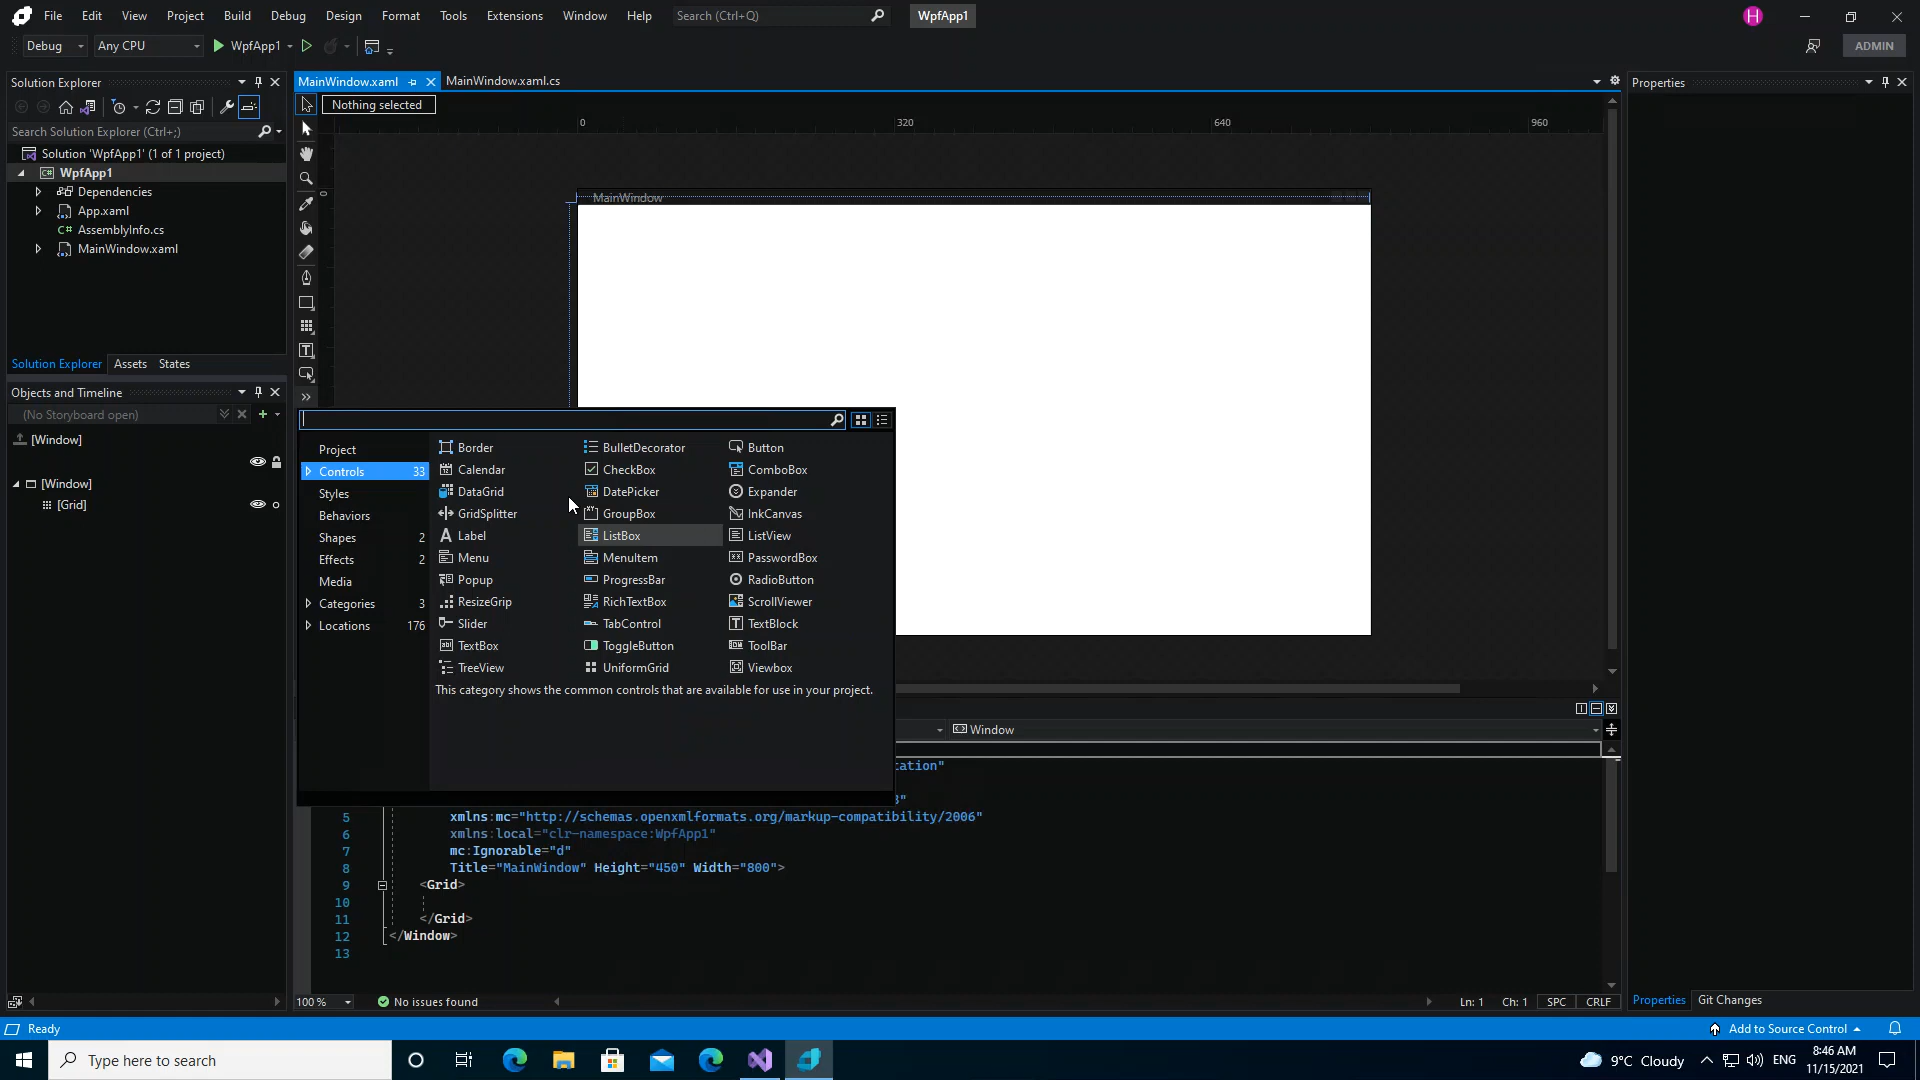 File Edit View Project Build Debug Design Format Tools Extensions Window Help Search (Ctrl+Q) WpfApp1 H
Debug Any CPU WpfApp1 ADMIN
Solution Explorer
Search Solution Explorer (Ctrl+;)
Solution 'WpfApp1' (1 of 1 project)
WpfApp1
Dependencies
App.xaml
C# AssemblyInfo.cs
MainWindow.xaml
Solution Explorer Assets States
Objects and Timeline
(No Storyboard open)
[Window]
[Window]
[Grid]
MainWindow.xaml MainWindow.xaml.cs
Nothing selected
0 320 640 960
0
MainWindow
Project
Controls 33
Styles
Behaviors
Shapes 2
Effects 2
Media
Categories 3
Locations 176
Border BulletDecorator Button
Calendar CheckBox ComboBox
DataGrid DatePicker Expander
GridSplitter GroupBox InkCanvas
Label ListBox ListView
Menu MenuItem PasswordBox
Popup ProgressBar RadioButton
ResizeGrip RichTextBox ScrollViewer
Slider TabControl TextBlock
TextBox ToggleButton ToolBar
TreeView UniformGrid Viewbox
This category shows the common controls that are available for use in your project.
Window
tation"
"
5 xmlns:mc="http://schemas.openxmlformats.org/markup-compatibility/2006"
6 xmlns:local="clr-namespace:WpfApp1"
7 mc:Ignorable="d"
8 Title="MainWindow" Height="450" Width="800">
9 <Grid>
10
11 </Grid>
12 </Window>
13
100 % No issues found Ln: 1 Ch: 1 SPC CRLF
Properties
Properties Git Changes
Ready Add to Source Control
Type here to search 9°C Cloudy ENG 8:46 AM
11/15/2021